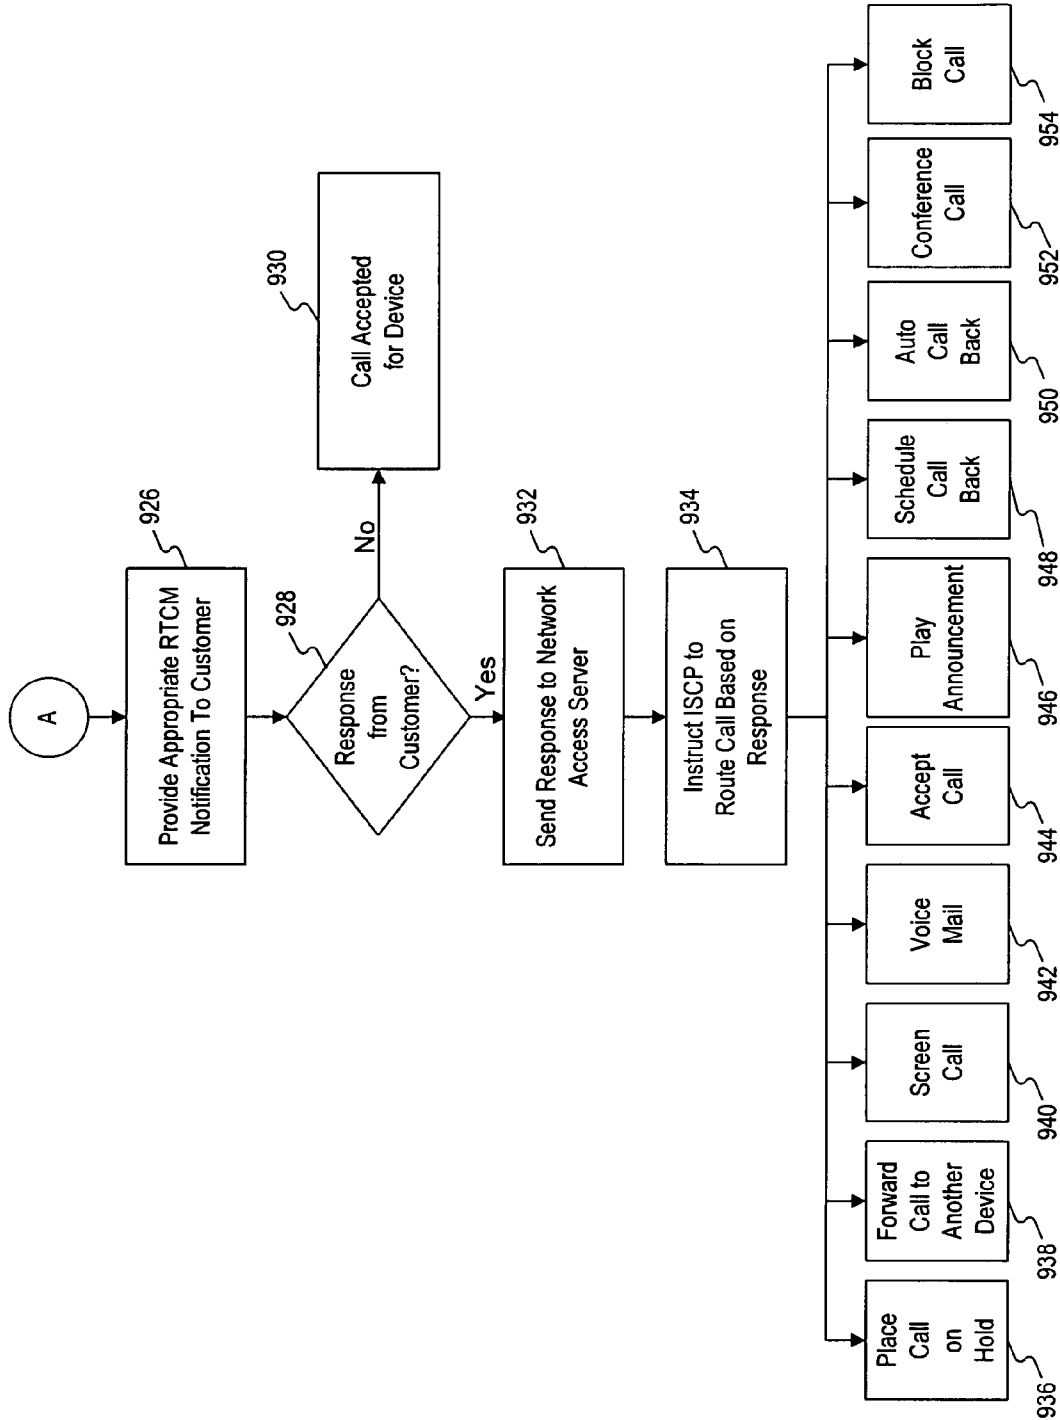 A
926
Provide Appropriate RTCM
Notification To Customer
928
Response
from
Customer?
No
930
Call Accepted
for Device
Yes
932
Send Response to Network
Access Server
934
Instruct ISCP to
Route Call Based on
Response
Place
Call
on
Hold
936
Forward
Call to
Another
Device
938
Screen
Call
940
Voice
Mail
942
Accept
Call
944
Play
Announcement
946
Schedule
Call
Back
948
Auto
Call
Back
950
Conference
Call
952
Block
Call
954